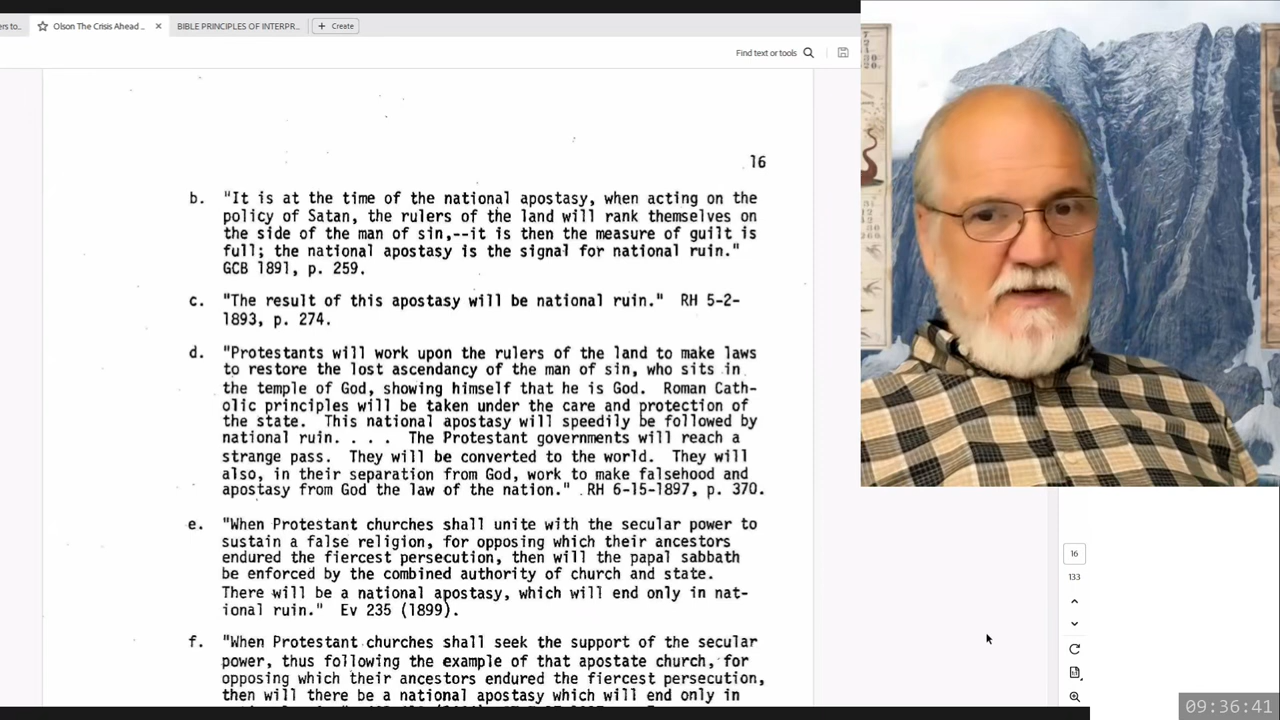 ers to..
Olson The Crisis Ahead ..
BIBLE PRINCIPLES OF INTERPR...
+ Create
Find text or tools
16
b. "It is at the time of the national apostasy, when acting on the
policy of Satan, the rulers of the land will rank themselves on
the side of the man of sin,--it is then the measure of guilt is
full; the national apostasy is the signal for national ruin."
GCB 1891, p. 259.
c. "The result of this apostasy will be national ruin." RH 5-2-
1893, p. 274.
d. "Protestants will work upon the rulers of the land to make laws
to restore the lost ascendancy of the man of sin, who sits in
the temple of God, showing himself that he is God. Roman Cath-
olic principles will be taken under the care and protection of
the state. This national apostasy will speedily be followed by
national ruin. . . . The Protestant governments will reach a
strange pass. They will be converted to the world. They will
also, in their separation from God, work to make falsehood and
apostasy from God the law of the nation." RH 6-15-1897, p. 370.
e. "When Protestant churches shall unite with the secular power to
sustain a false religion, for opposing which their ancestors
endured the fiercest persecution, then will the papal sabbath
be enforced by the combined authority of church and state.
There will be a national apostasy, which will end only in nat-
ional ruin." Ev 235 (1899).
f. "When Protestant churches shall seek the support of the secular
power, thus following the example of that apostate church, for
opposing which their ancestors endured the fiercest persecution,
then will there be a national apostasy which will end only in
16
133
09:36:41